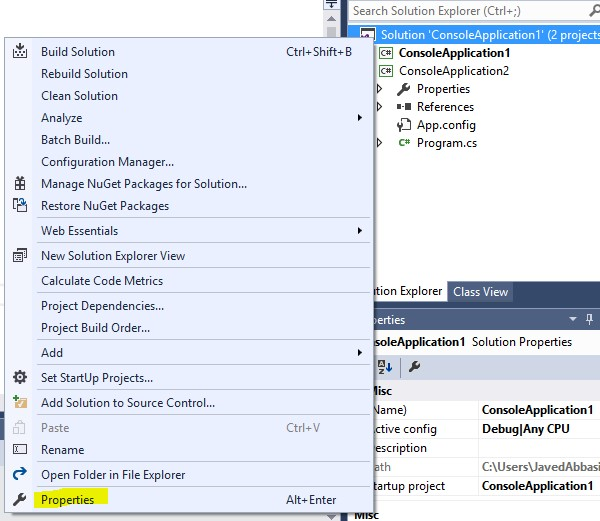 Build Solution Ctrl+Shift+B
Rebuild Solution
Clean Solution
Analyze
Batch Build...
Configuration Manager...
Manage NuGet Packages for Solution...
Restore NuGet Packages
Web Essentials
New Solution Explorer View
Calculate Code Metrics
Project Dependencies...
Project Build Order...
Add
Set StartUp Projects...
Add Solution to Source Control...
Paste Ctrl+V
Rename
Open Folder in File Explorer
Properties Alt+Enter
Search Solution Explorer (Ctrl+;)
Solution 'ConsoleApplication1' (2 projects
C# ConsoleApplication1
C# ConsoleApplication2
Properties
References
App.config
C# Program.cs
tion Explorer Class View
perties
soleApplication1 Solution Properties
Misc
Name) ConsoleApplication1
ctive config Debug|Any CPU
escription
ath C:\Users\JavedAbbasi
tartup project ConsoleApplication1
Misc